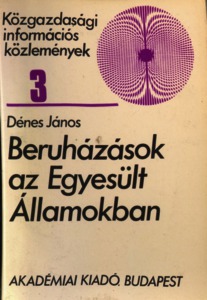 Közgazdasági
információs
közlemények
3
Dénes János
Beruházások
az Egyesült
Államokban
AKADÉMIAI KIADÓ, BUDAPEST